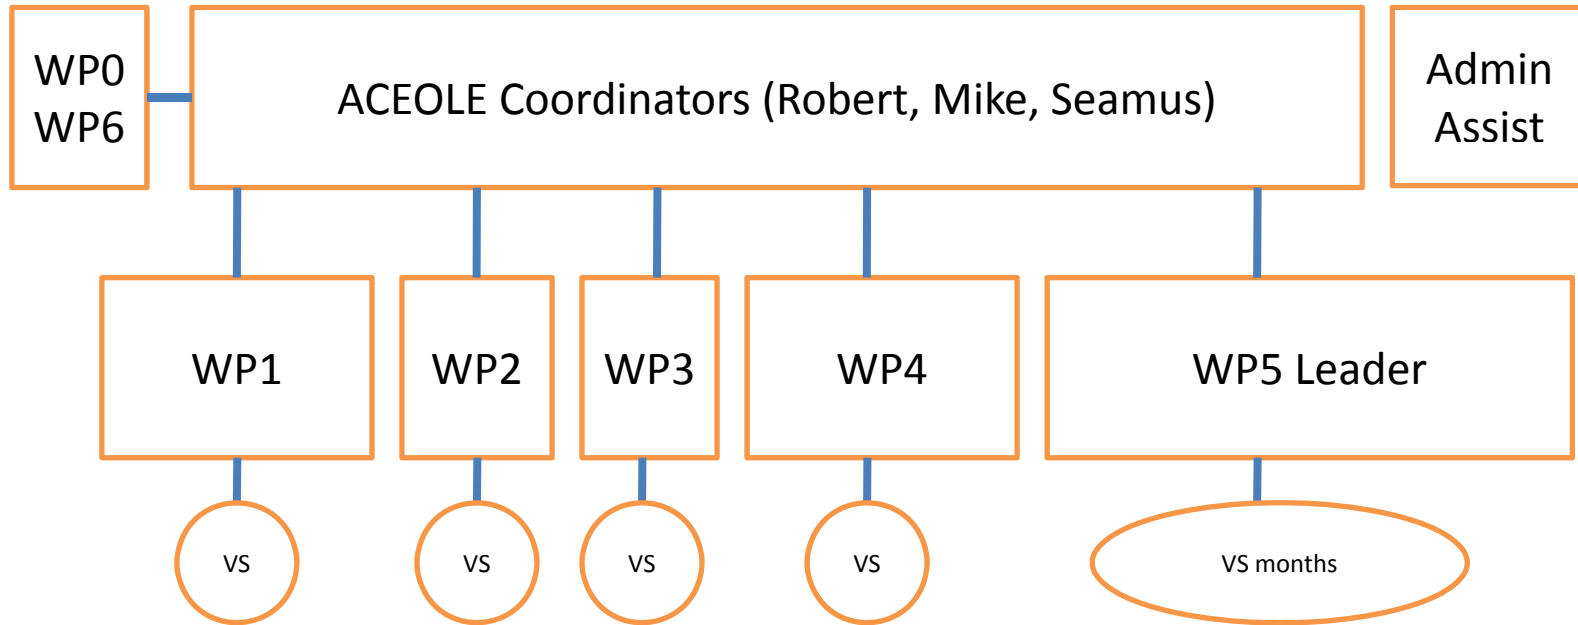 WP0
WP6
ACEOLE Coordinators (Robert, Mike, Seamus)
Admin
Assist
WP1
WP2
WP3
WP4
WP5 Leader
VS
VS
VS
VS
VS months